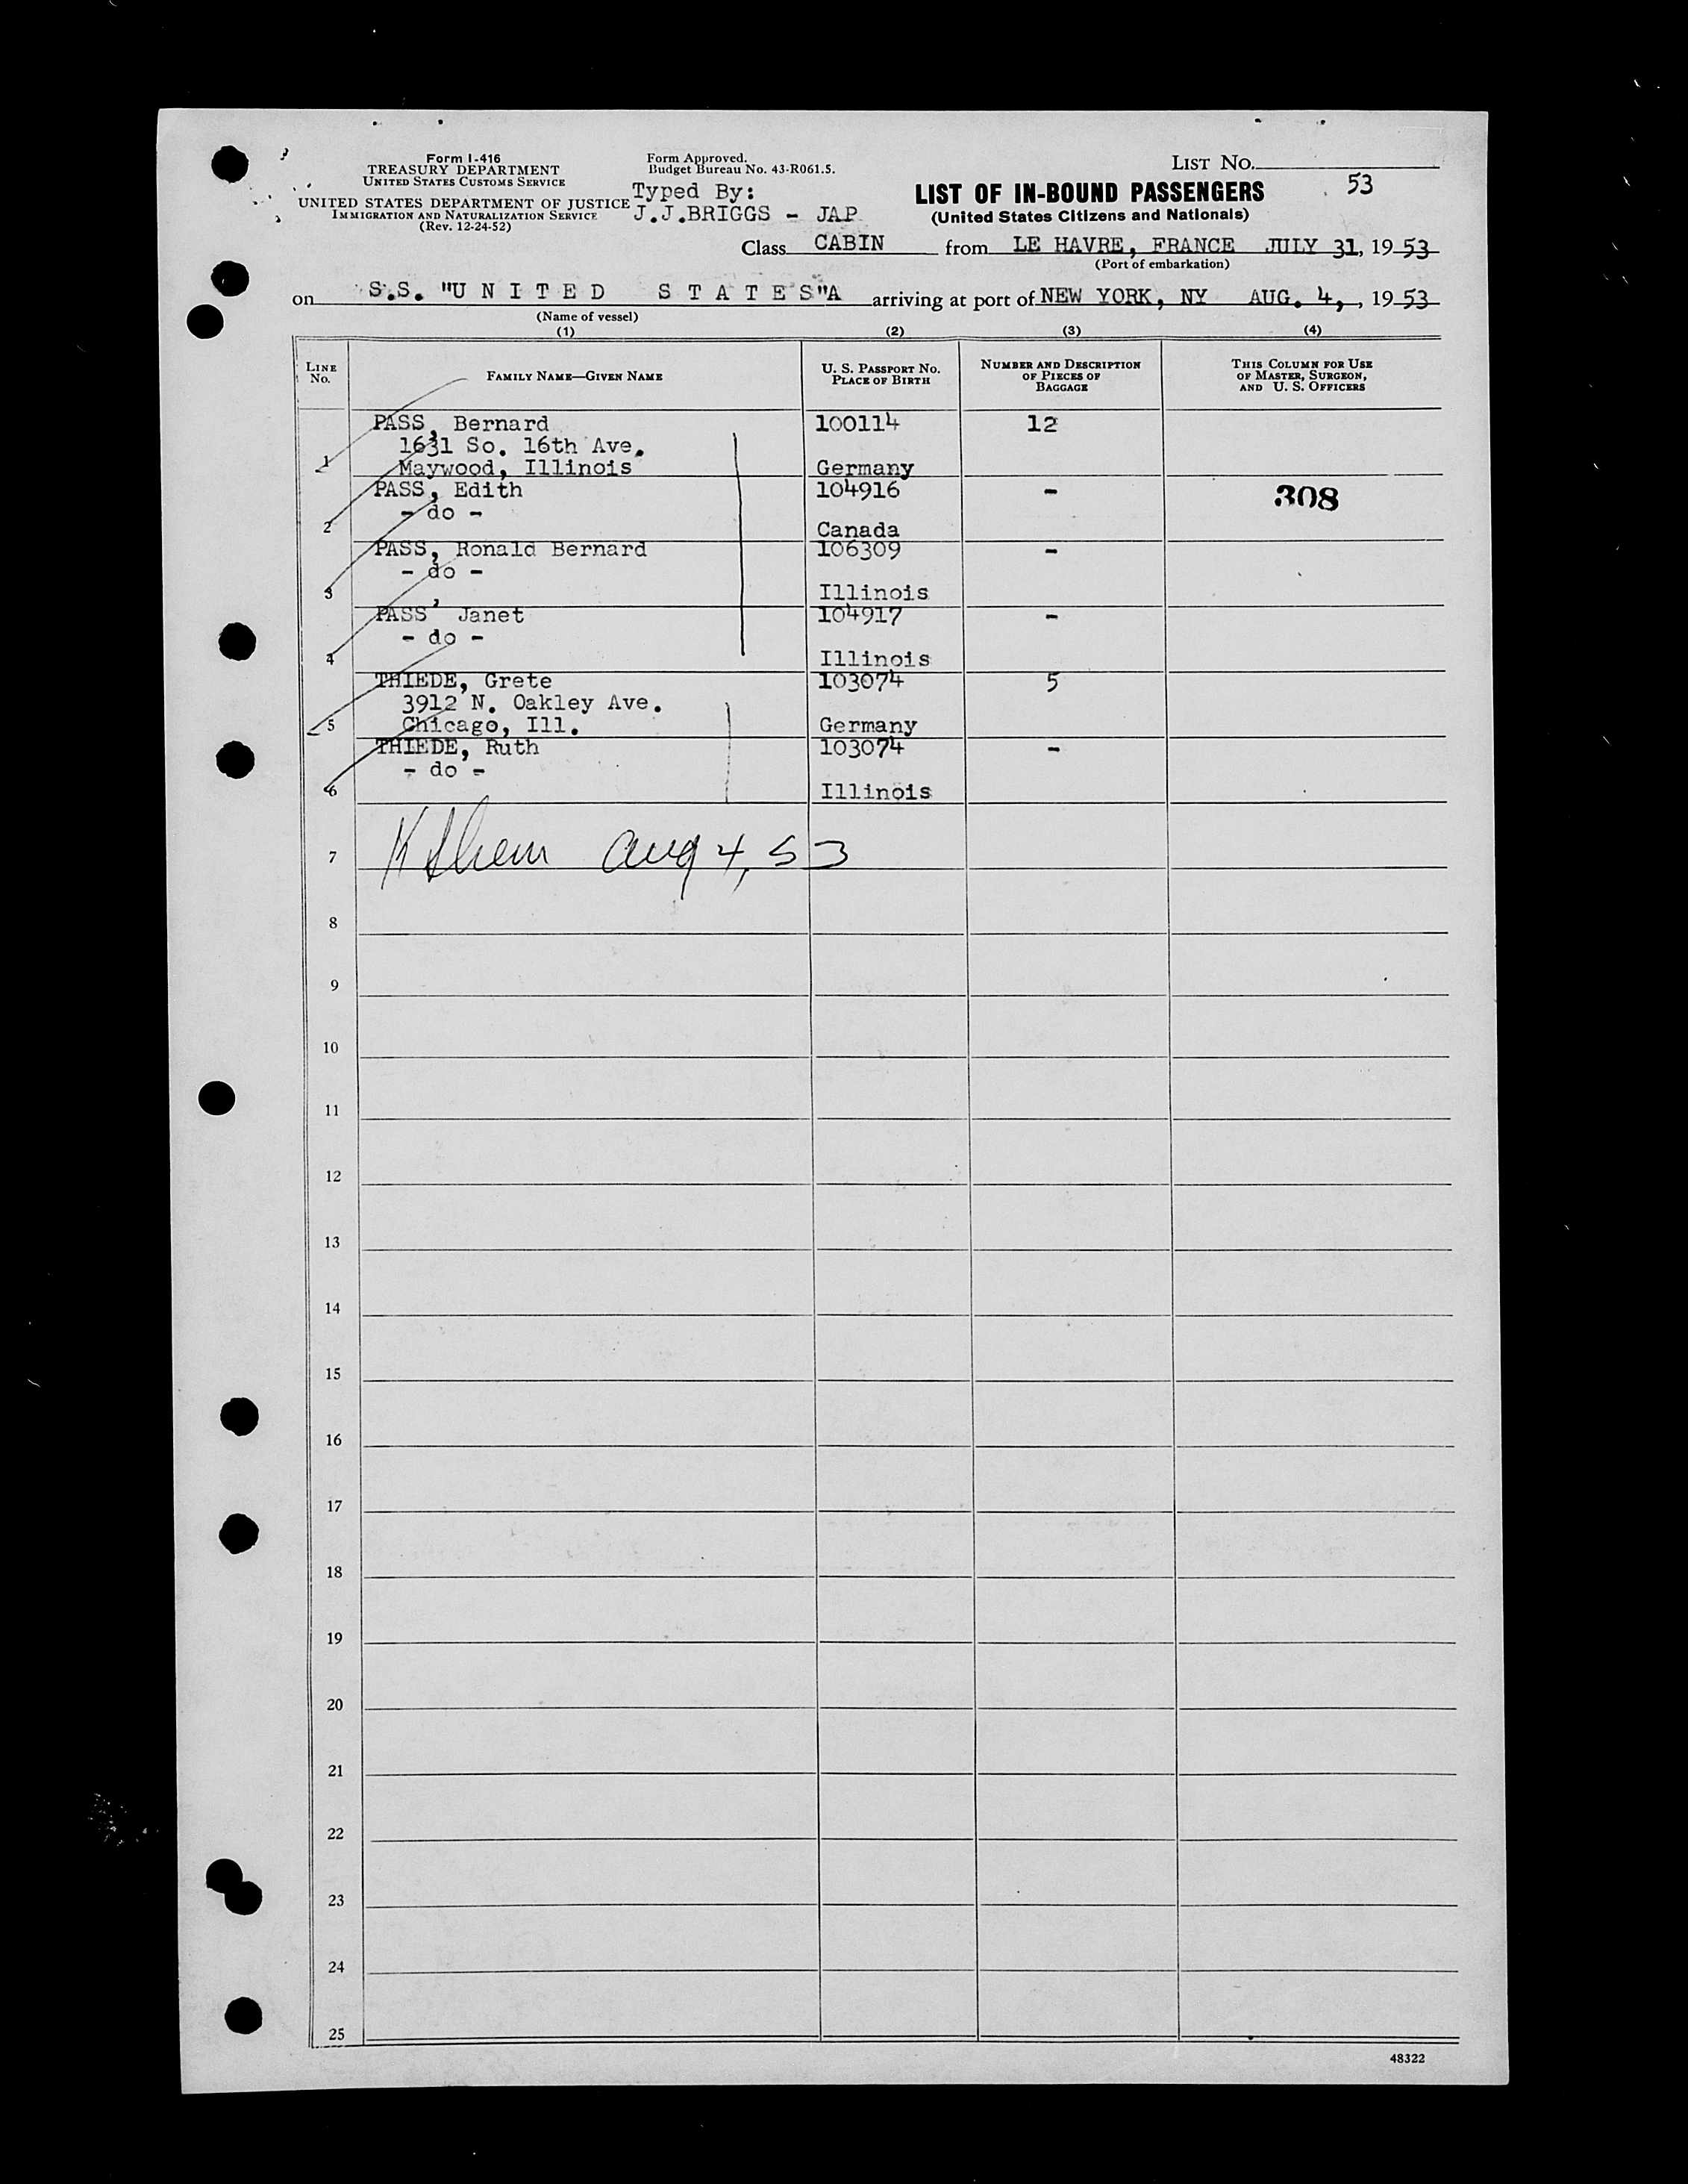 Form I-416
TREASURY DEPARTMENT
UNITED STATES CUSTOMS SERVICE
UNITED STATES DEPARTMENT OF JUSTICE
IMMIGRATION AND NATURALIZATION SERVICE
(Rev. 12-24-52)
Form Approved.
Budget Bureau No. 43-R061.5.
Typed By:
J.J.BRIGGS - JAP
LIST NO.
53
LIST OF IN-BOUND PASSENGERS
(United States Citizens and Nationals)
Class CABIN from LE HAVRE, FRANCE JULY 31, 1953
(Port of embarkation)
on S.S. "U N I T E D S T A T E S"A arriving at port of NEW YORK, NY AUG. 4, , 1953
(Name of vessel)
(1) (2) (3) (4)
LINE No.
FAMILY NAME—GIVEN NAME
U. S. PASSPORT NO.
PLACE OF BIRTH
NUMBER AND DESCRIPTION
OF PIECES OF
BAGGAGE
THIS COLUMN FOR USE
OF MASTER, SURGEON,
AND U. S. OFFICERS
PASS, Bernard 100114 12
1631 So. 16th Ave.
1 Maywood, Illinois Germany
PASS, Edith 104916 - 308
- do -
2 Canada
PASS, Ronald Bernard 106309 -
- do -
3 Illinois
PASS, Janet 104917 -
- do -
4 Illinois
THIEDE, Grete 103074 5
3912 N. Oakley Ave.
5 Chicago, Ill. Germany
THIEDE, Ruth 103074 -
- do -
6 Illinois
7 Aug 4, 53
8
9
10
11
12
13
14
15
16
17
18
19
20
21
22
23
24
25
48322